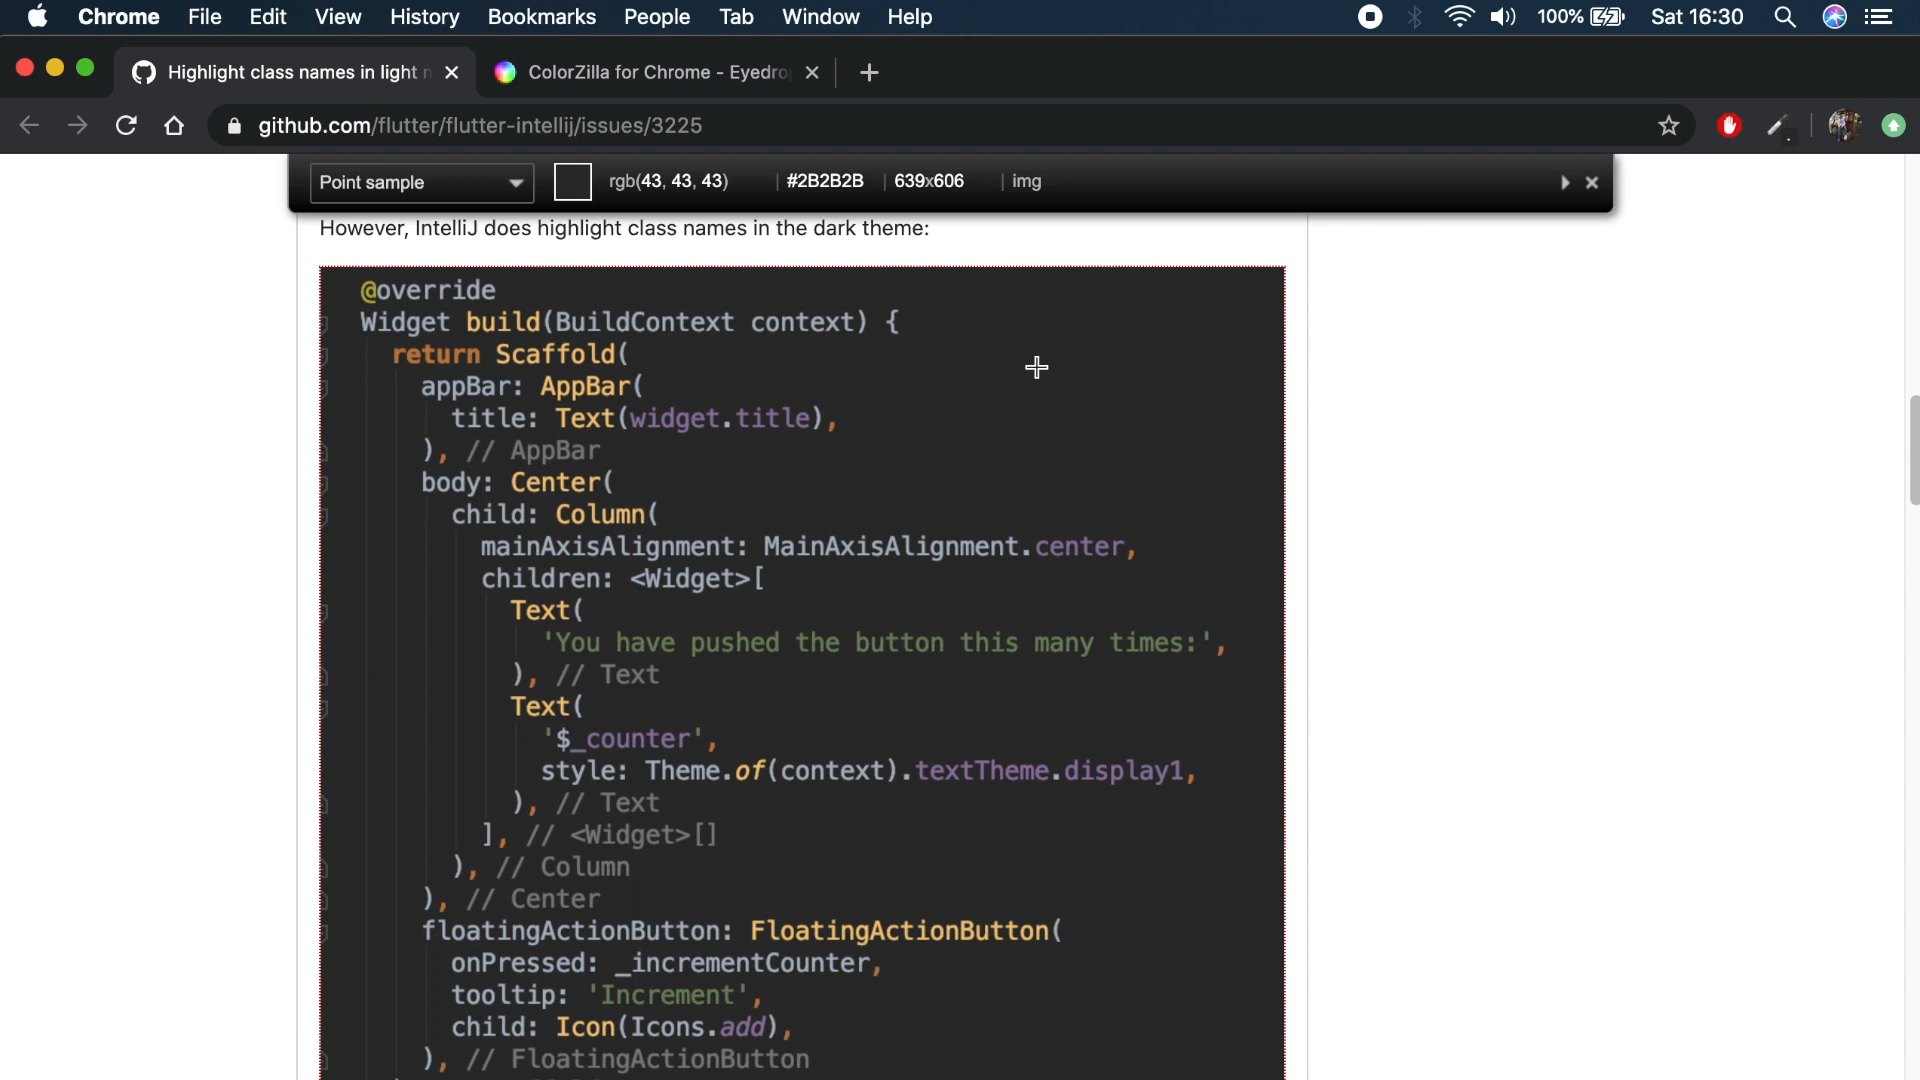 Chrome File Edit View History Bookmarks People Tab Window Help 100% Sat 16:30
Highlight class names in light ColorZilla for Chrome - Eyedro
github.com/flutter/flutter-intellij/issues/3225
Point sample rgb(43, 43, 43) | #2B2B2B | 639x606 | img
However, IntelliJ does highlight class names in the dark theme:
@override
Widget build(BuildContext context) {
return Scaffold(
appBar: AppBar(
title: Text(widget.title),
), // AppBar
body: Center(
child: Column(
mainAxisAlignment: MainAxisAlignment.center,
children: <Widget>[
Text(
'You have pushed the button this many times:',
), // Text
Text(
'$_counter',
style: Theme.of(context).textTheme.display1,
), // Text
], // <Widget>[]
), // Column
), // Center
floatingActionButton: FloatingActionButton(
onPressed: _incrementCounter,
tooltip: 'Increment',
child: Icon(Icons.add),
), // FloatingActionButton